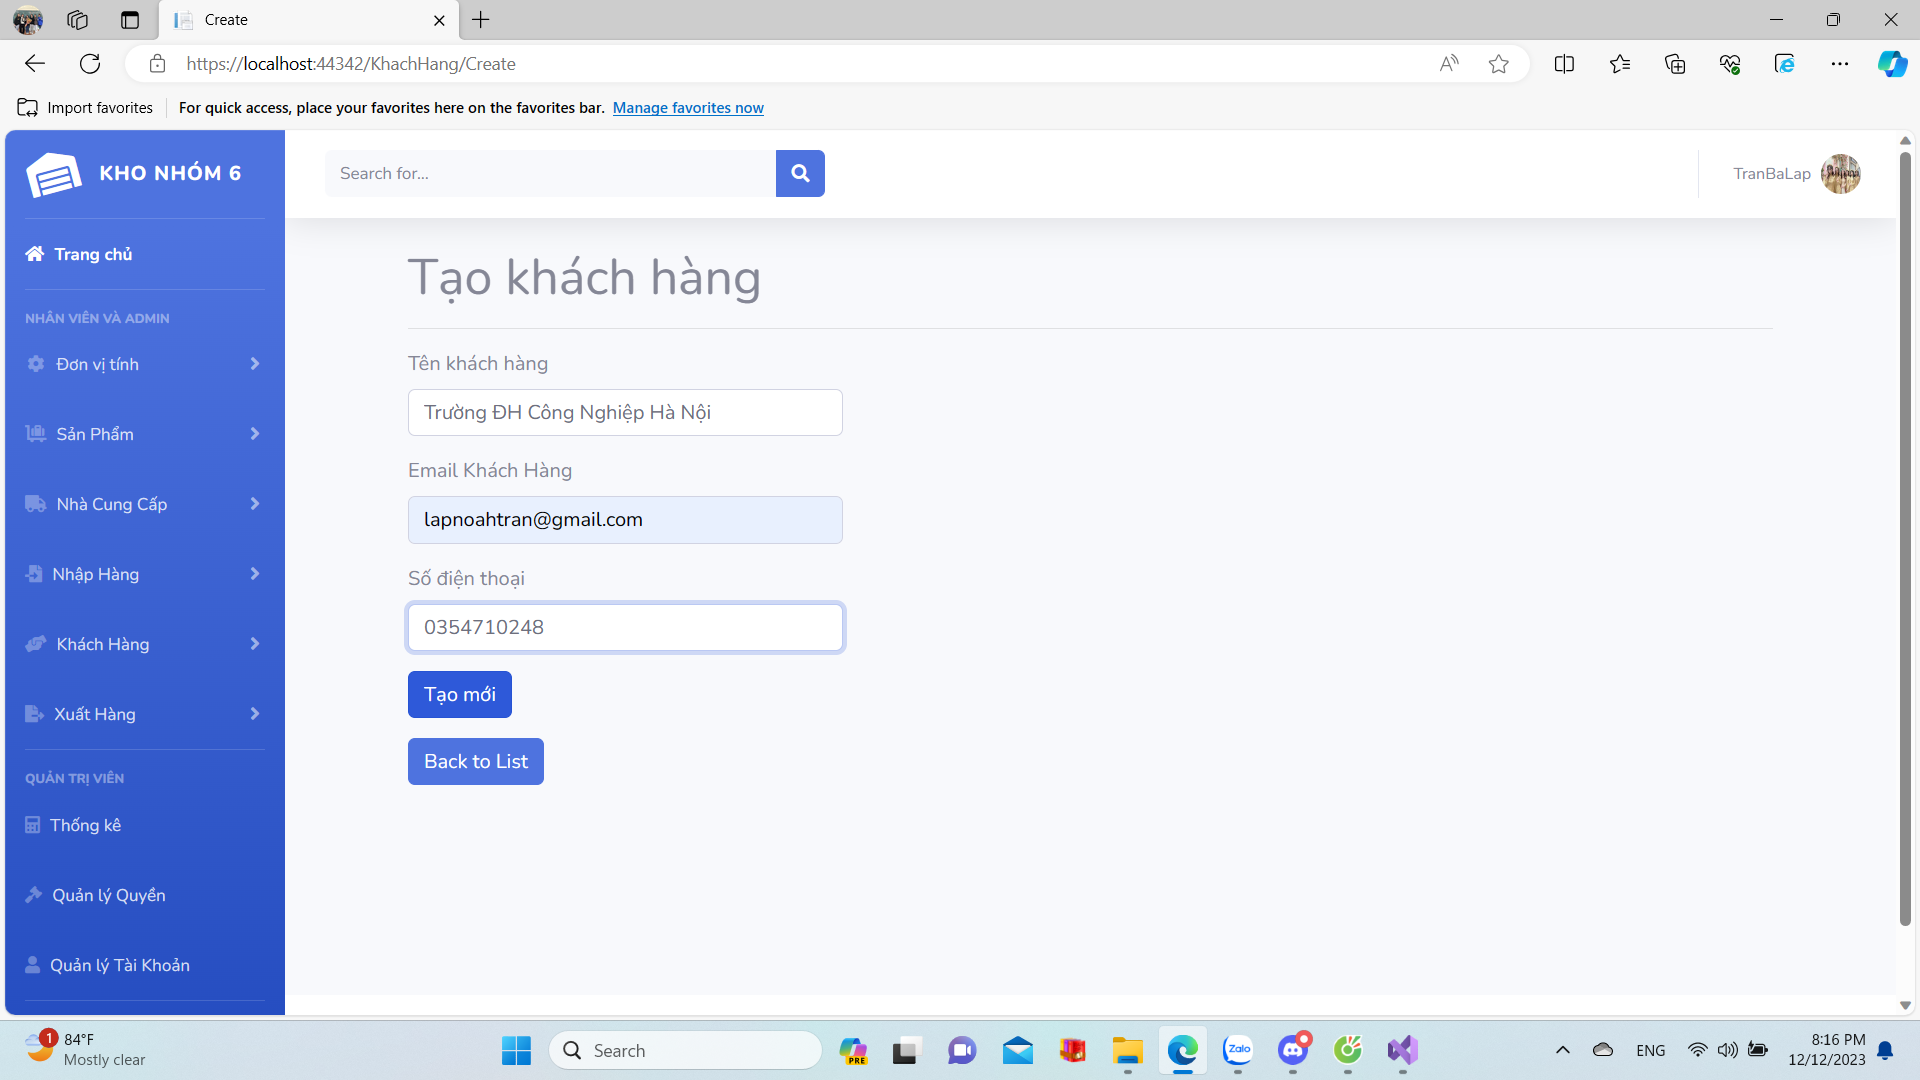 Create
https://localhost:44342/KhachHang/Create
Import favorites
For quick access, place your favorites here on the favorites bar. Manage favorites now
KHO NHÓM 6
Search for...
TranBaLap
Trang chủ
NHÂN VIÊN VÀ ADMIN
Đơn vị tính
Sản Phẩm
Nhà Cung Cấp
Nhập Hàng
Khách Hàng
Xuất Hàng
QUẢN TRỊ VIÊN
Thống kê
Quản lý Quyền
Quản lý Tài Khoản
Tạo khách hàng
Tên khách hàng
Trường ĐH Công Nghiệp Hà Nội
Email Khách Hàng
lapnoahtran@gmail.com
Số điện thoại
0354710248
Tạo mới
Back to List
1
84°F
Mostly clear
Search
PRE
Zalo
ENG
8:16 PM
12/12/2023